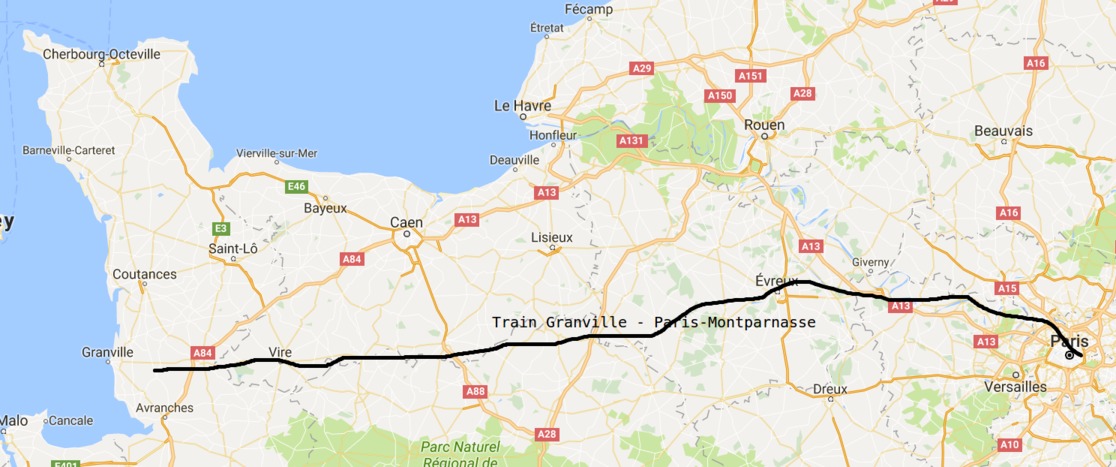 Fécamp
Étretat
Cherbourg-Octeville
A29
A16
A151
A150
A28
Le Havre
Rouen
Honfleur
A131
Beauvais
Barneville-Carteret
Vierville-sur-Mer
Deauville
E46
A13
Bayeux
A13
Caen
A16
ey
E3
Saint-Lô
Lisieux
A13
A84
Giverny
Coutances
Évreux
A15
A13
Train Granville - Paris-Montparnasse
Granville
A84
Vire
A13
Paris
Versailles
A88
Dreux
Avranches
Malo
Cancale
A28
A10
Parc Naturel
Régional de
E401